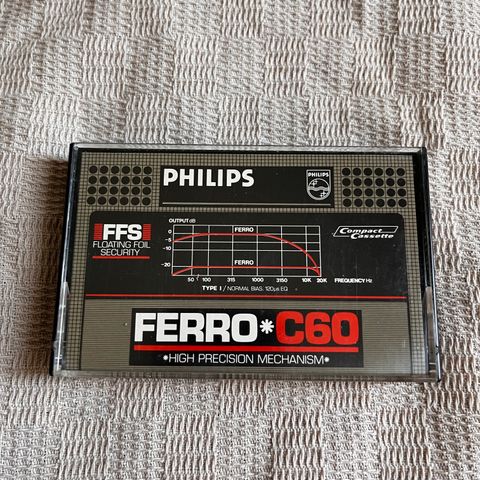 PHILIPS
PHILIPS
FFS
FLOATING FOIL
SECURITY
OUTPUT dB
0
-5
-10
-20
FERRO
FERRO
50 100 315 1000 3150 10K 20K FREQUENCY Hz
TYPE I / NORMAL BIAS. 120µs EQ
Compact
Cassette
FERRO*C60
*HIGH PRECISION MECHANISM*